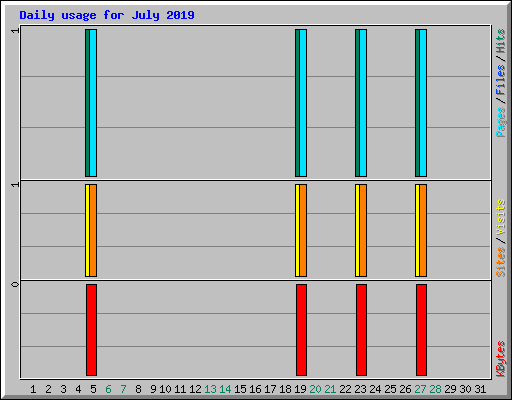 Daily usage for July 2019
1
1
0
1 2 3 4 5 6 7 8 9 10 11 12 13 14 15 16 17 18 19 20 21 22 23 24 25 26 27 28 29 30 31
Pages/Files/Hits
Sites/Visits
KBytes